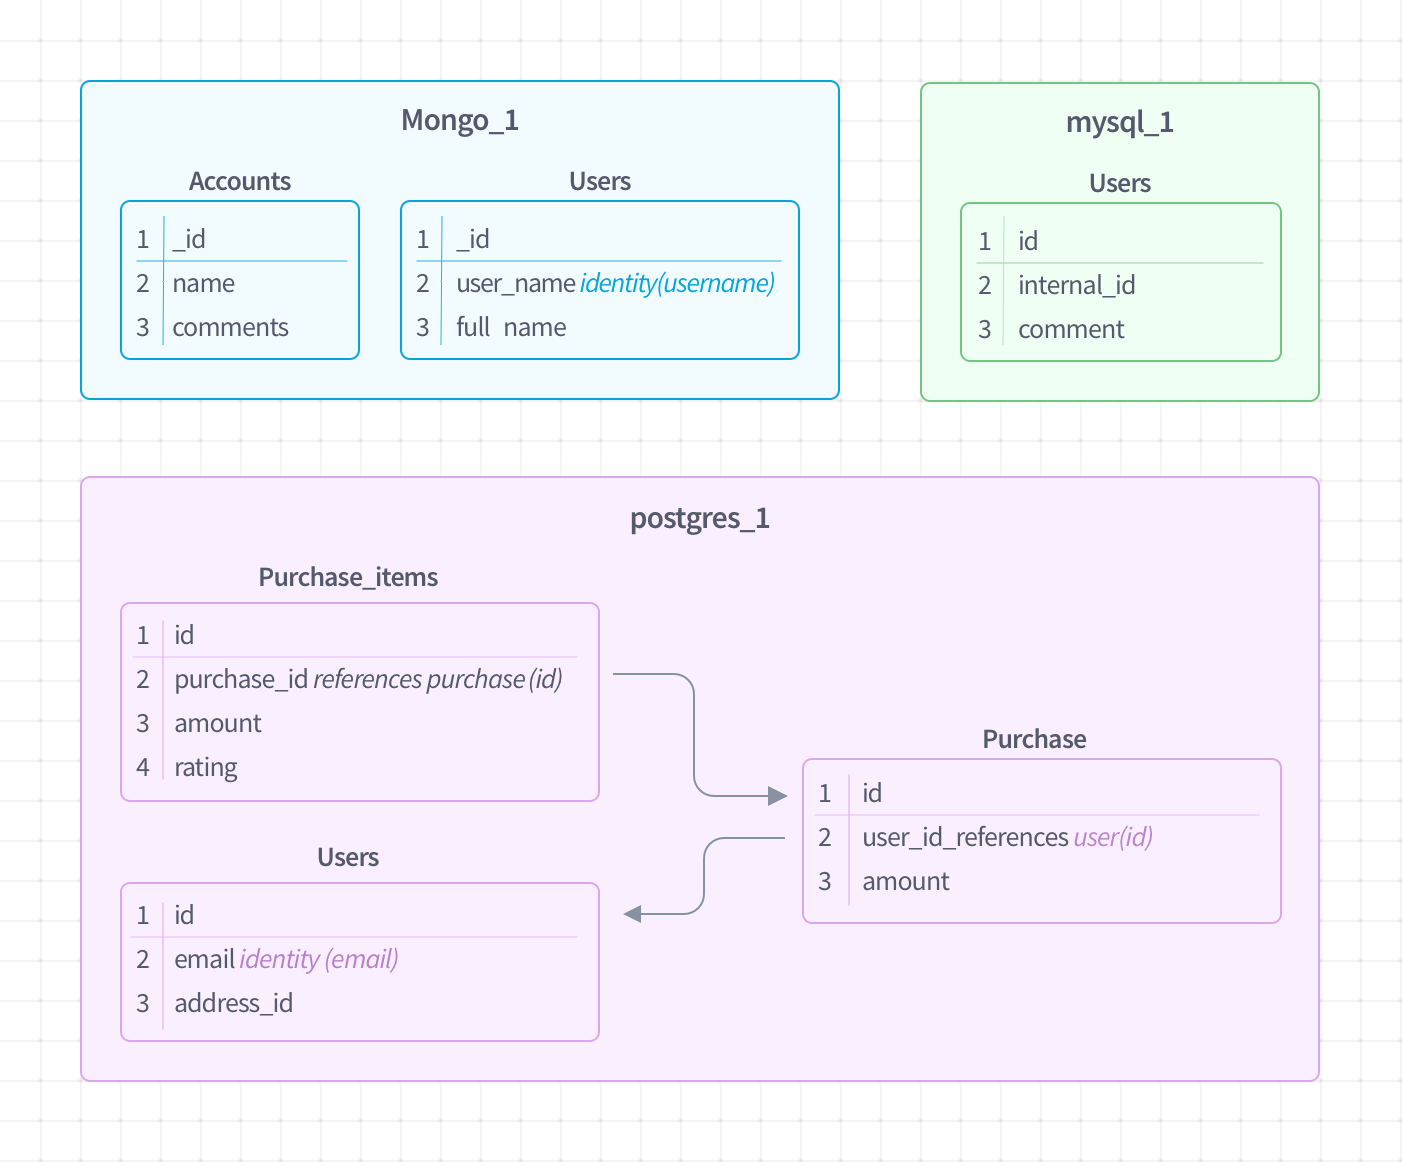 Mongo_1
Accounts
1 _id
2 name
3 comments
Users
1 _id
2 user_name identity(username)
3 full name
mysql_1
Users
1 id
2 internal_id
3 comment
postgres_1
Purchase_items
1 id
2 purchase_id references purchase (id)
3 amount
4 rating
Purchase
1 id
2 user_id_references user(id)
3 amount
Users
1 id
2 email identity (email)
3 address_id